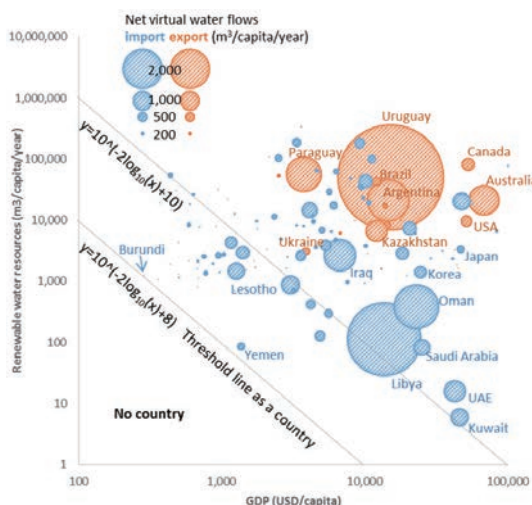 Net virtual water flows
import export (m³/capita/year)
2,000
1,000
500
200
10,000,000
1,000,000
100,000
10,000
1,000
100
10
1
Renewable water resources (m3/capita/year)
y=10^(-2log₁₀(x)+10)
y=10^(-2log₁₀(x)+8) Threshold line as a country
No country
Uruguay
Paraguay
Canada
Brazil
Australia
Argentina
USA
Ukraine
Kazakhstan
Burundi
Japan
Iraq
Korea
Lesotho
Oman
Yemen
Saudi Arabia
Libya
UAE
Kuwait
100
1,000
10,000
100,000
GDP (USD/capita)